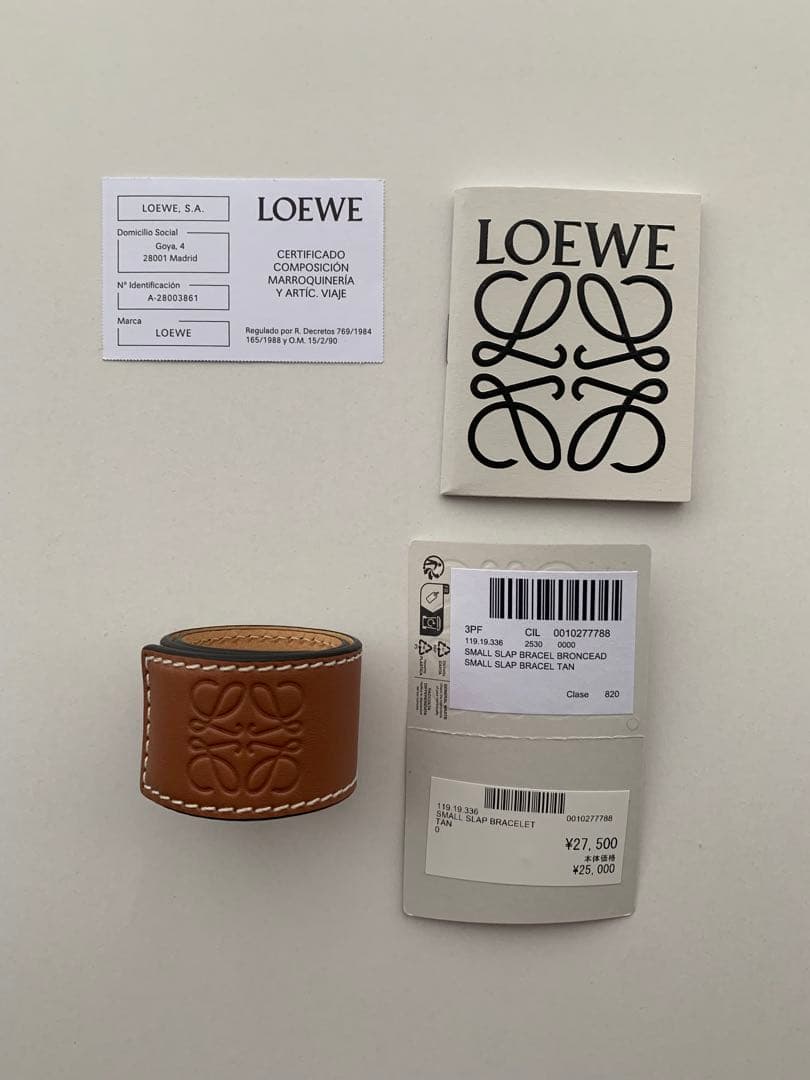 LOEWE, S.A.
Domicilio Social
Goya, 4
28001 Madrid
N° Identificación
A-28003861
Marca
LOEWE
LOEWE
CERTIFICADO
COMPOSICIÓN
MARROQUINERÍA
Y ARTÍC. VIAJE
Regulado por R. Decretos 769/1984
165/1988 y O.M. 15/2/90
LOEWE
3PF CIL 0010277788
119.19.336 2530 0000
SMALL SLAP BRACEL BRONCEAD
SMALL SLAP BRACEL TAN
Clase 820
119.19.336
SMALL SLAP BRACELET 0010277788
TAN
0
¥27,500
本体価格
¥25,000